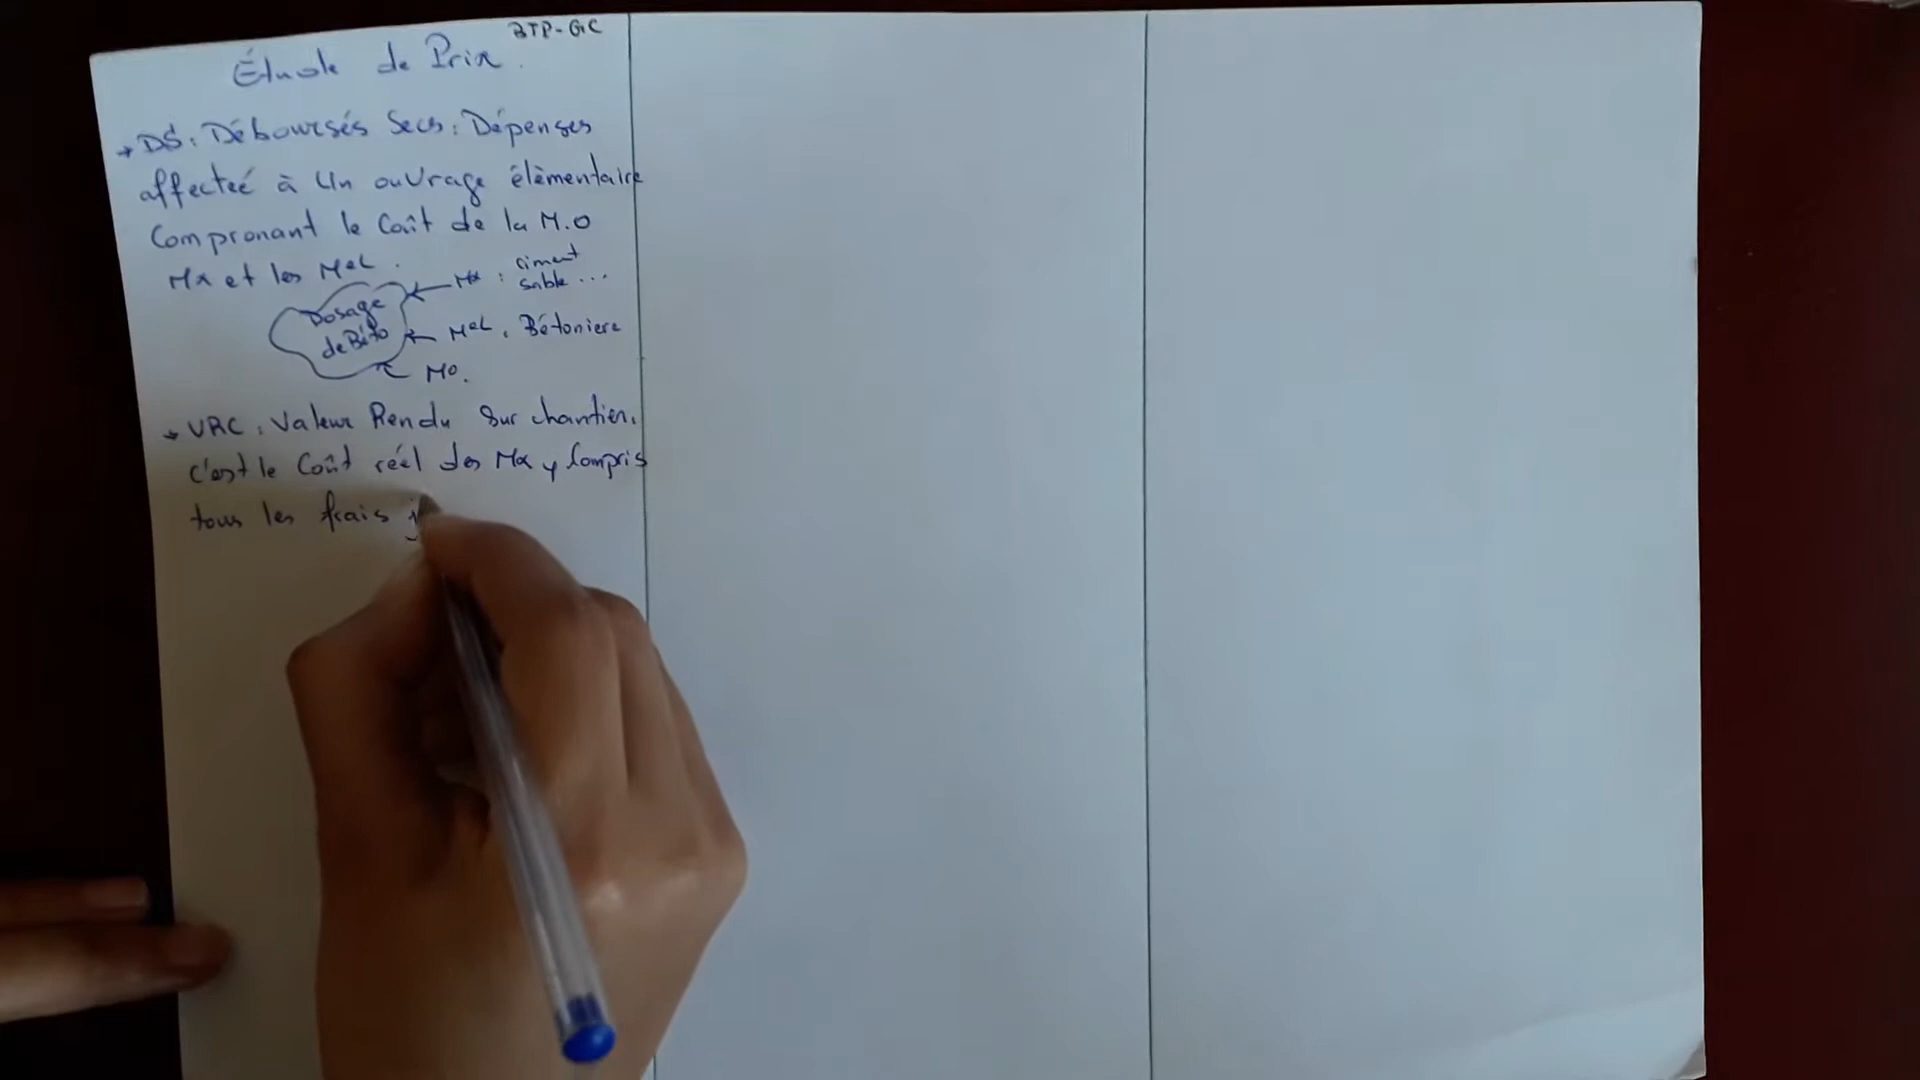 BTP-GC
Étude de Prix.
→ DS: Déboursés Secs: Dépenses
affecteé à Un ouvrage élèmentaire
Compronant le Coût de la M.O
Mx et les Mel.
Dosage
de Béto
Mx : ciment
sable ...
Mel. Bétoniere
MO.
→ VRC: Valeur Rendu Sur chantier.
c'est le Coût réel des Mx y Compris
tous les frais j